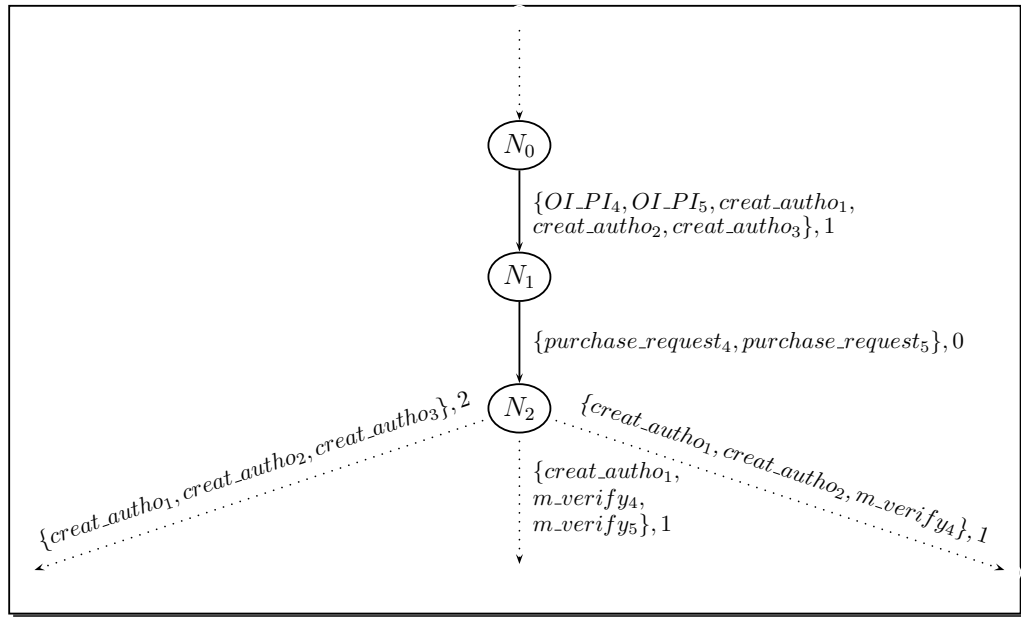 N₀
{OI_PI₄, OI_PI₅, creat_autho₁,
creat_autho₂, creat_autho₃}, 1
N₁
{purchase_request₄, purchase_request₅}, 0
N₂
{creat_autho₁, creat_autho₂, creat_autho₃}, 2
{creat_autho₁,
m_verify₄,
m_verify₅}, 1
{creat_autho₁, creat_autho₂, m_verify₄}, 1